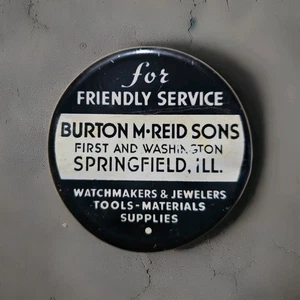 for
FRIENDLY SERVICE
BURTON M·REID SONS
FIRST AND WASHINGTON
SPRINGFIELD, ILL.
WATCHMAKERS & JEWELERS
TOOLS-MATERIALS
SUPPLIES